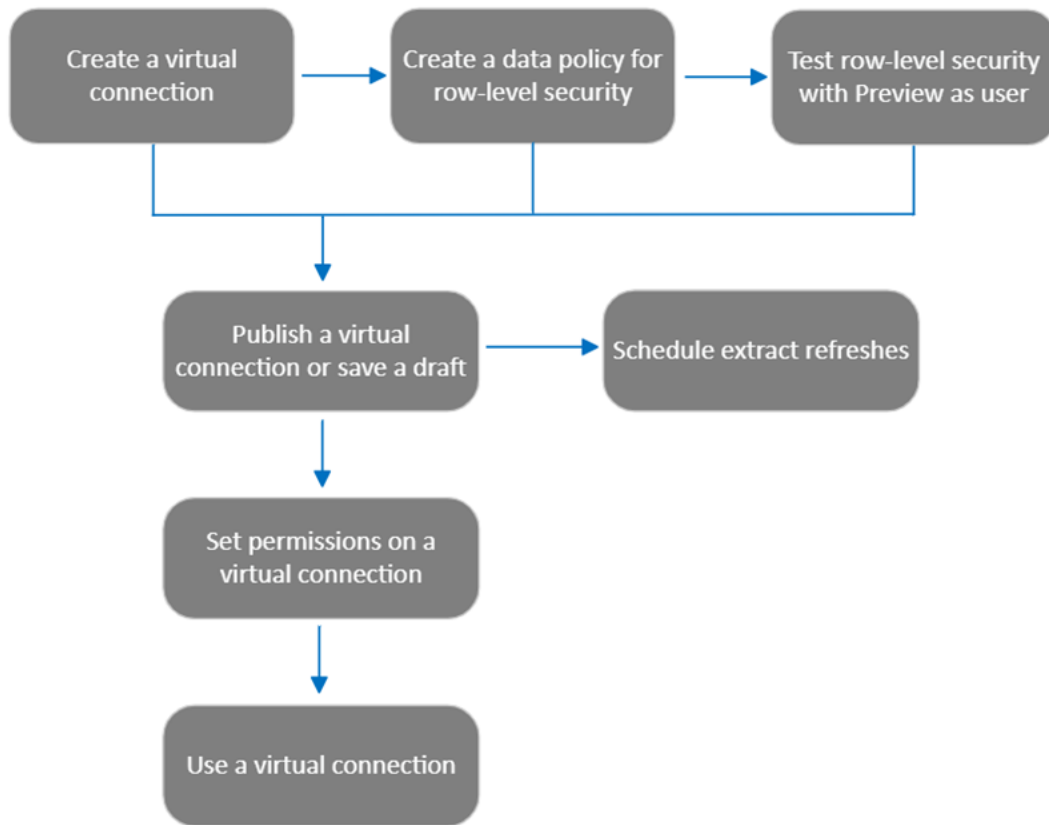 Create a virtual
connection
Create a data policy for
row-level security
Test row-level security
with Preview as user
Publish a virtual
connection or save a draft
Schedule extract refreshes
Set permissions on a
virtual connection
Use a virtual connection